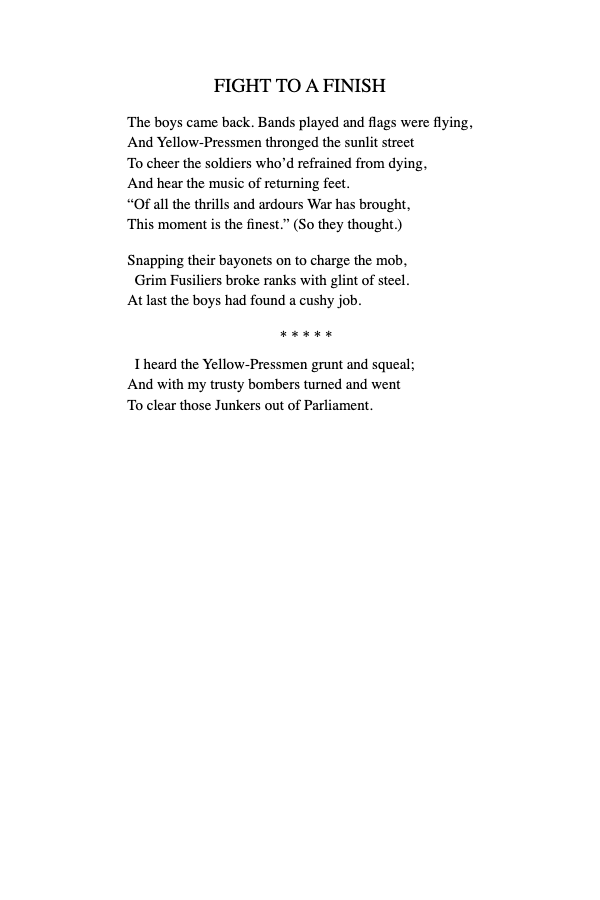 FIGHT TO A FINISH
The boys came back. Bands played and flags were flying,
And Yellow-Pressmen thronged the sunlit street
To cheer the soldiers who’d refrained from dying,
And hear the music of returning feet.
“Of all the thrills and ardours War has brought,
This moment is the finest.” (So they thought.)
Snapping their bayonets on to charge the mob,
Grim Fusiliers broke ranks with glint of steel.
At last the boys had found a cushy job.
* * * * *
I heard the Yellow-Pressmen grunt and squeal;
And with my trusty bombers turned and went
To clear those Junkers out of Parliament.